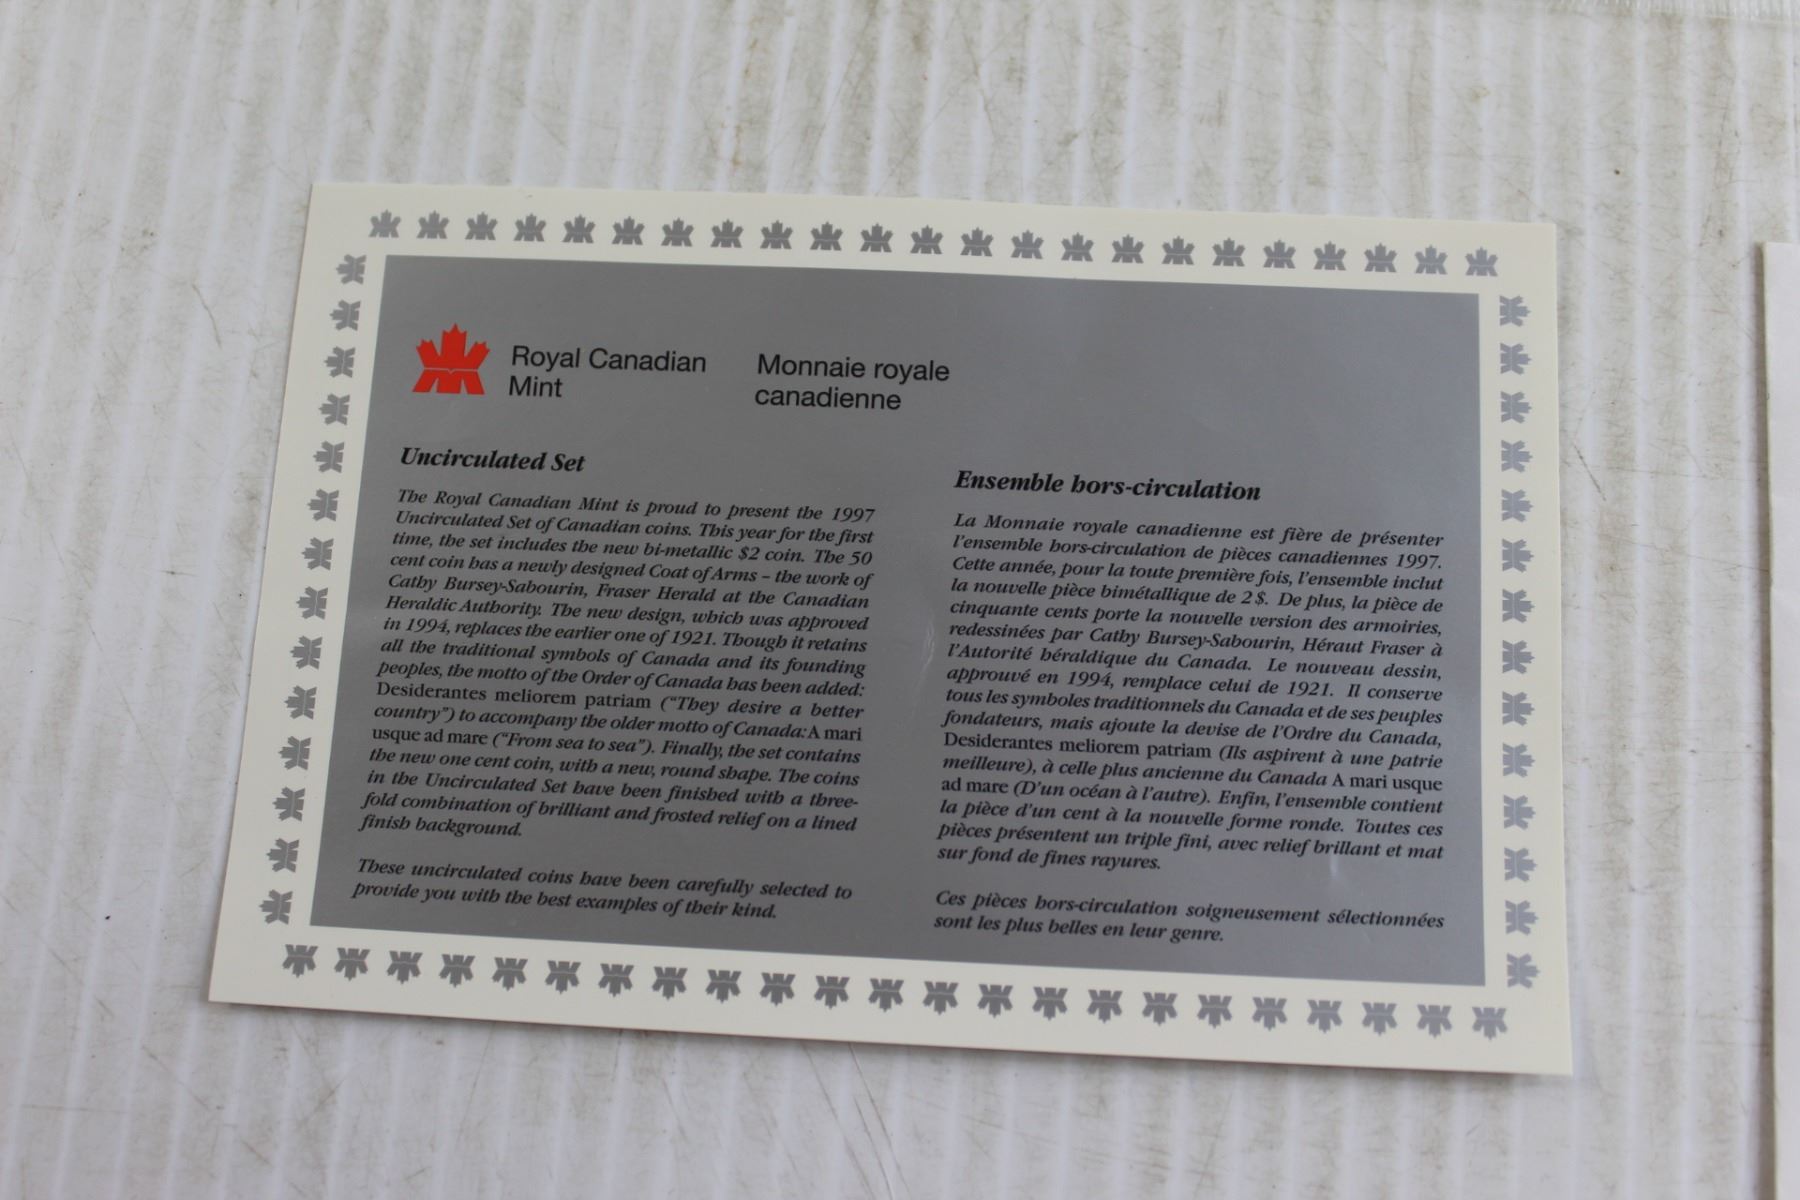 Royal Canadian
Mint
Monnaie royale
canadienne
Uncirculated Set
The Royal Canadian Mint is proud to present the 1997
Uncirculated Set of Canadian coins. This year for the first
time, the set includes the new bi-metallic $2 coin. The 50
cent coin has a newly designed Coat of Arms – the work of
Cathy Bursey-Sabourin, Fraser Herald at the Canadian
Heraldic Authority. The new design, which was approved
in 1994, replaces the earlier one of 1921. Though it retains
all the traditional symbols of Canada and its founding
peoples, the motto of the Order of Canada has been added:
Desiderantes meliorem patriam (“They desire a better
country”) to accompany the older motto of Canada: A mari
usque ad mare (“From sea to sea”). Finally, the set contains
the new one cent coin, with a new, round shape. The coins
in the Uncirculated Set have been finished with a three-
fold combination of brilliant and frosted relief on a lined
finish background.
These uncirculated coins have been carefully selected to
provide you with the best examples of their kind.
Ensemble hors-circulation
La Monnaie royale canadienne est fière de présenter
l'ensemble hors-circulation de pièces canadiennes 1997.
Cette année, pour la toute première fois, l'ensemble inclut
la nouvelle pièce bimétallique de 2 $. De plus, la pièce de
cinquante cents porte la nouvelle version des armoiries,
redessinées par Cathy Bursey-Sabourin, Héraut Fraser à
l'Autorité héraldique du Canada. Le nouveau dessin,
approuvé en 1994, remplace celui de 1921. Il conserve
tous les symboles traditionnels du Canada et de ses peuples
fondateurs, mais ajoute la devise de l'Ordre du Canada,
Desiderantes meliorem patriam (Ils aspirent à une patrie
meilleure), à celle plus ancienne du Canada A mari usque
ad mare (D'un océan à l'autre). Enfin, l'ensemble contient
la pièce d'un cent à la nouvelle forme ronde. Toutes ces
pièces présentent un triple fini, avec relief brillant et mat
sur fond de fines rayures.
Ces pièces hors-circulation soigneusement sélectionnées
sont les plus belles en leur genre.